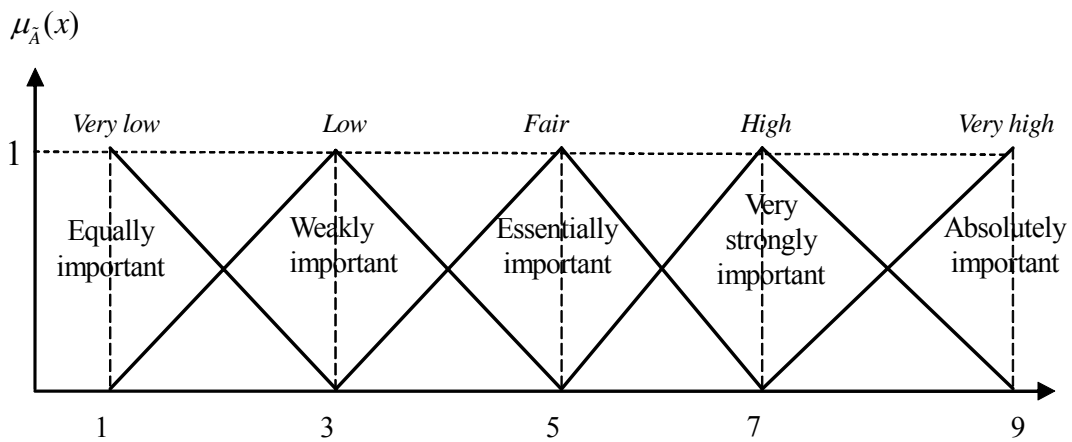 μ_Ã(x)
Very low Low Fair High Very high
1
Equally
important
Weakly
important
Essentially
important
Very
strongly
important
Absolutely
important
1 3 5 7 9